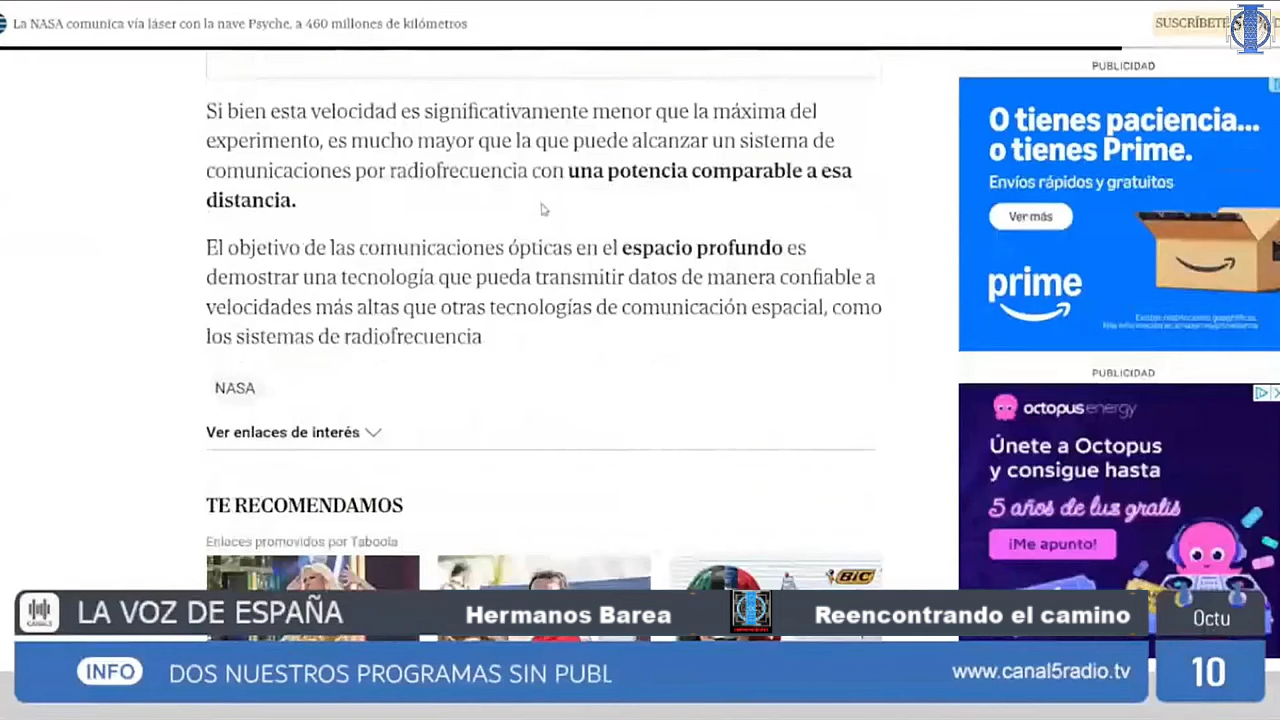 La NASA comunica vía láser con la nave Psyche, a 460 millones de kilómetros
SUSCRÍBETE
PUBLICIDAD
Si bien esta velocidad es significativamente menor que la máxima del
experimento, es mucho mayor que la que puede alcanzar un sistema de
comunicaciones por radiofrecuencia con una potencia comparable a esa
distancia.
El objetivo de las comunicaciones ópticas en el espacio profundo es
demostrar una tecnología que pueda transmitir datos de manera confiable a
velocidades más altas que otras tecnologías de comunicación espacial, como
los sistemas de radiofrecuencia
NASA
Ver enlaces de interés
TE RECOMENDAMOS
Enlaces promovidos por Taboola
BIC
O tienes paciencia...
o tienes Prime.
Envíos rápidos y gratuitos
Ver más
prime
PUBLICIDAD
octopus energy
Únete a Octopus
y consigue hasta
5 años de luz gratis
¡Me apunto!
LA VOZ DE ESPAÑA
Hermanos Barea
Reencontrando el camino
Octu
10
INFO
DOS NUESTROS PROGRAMAS SIN PUBL
www.canal5radio.tv